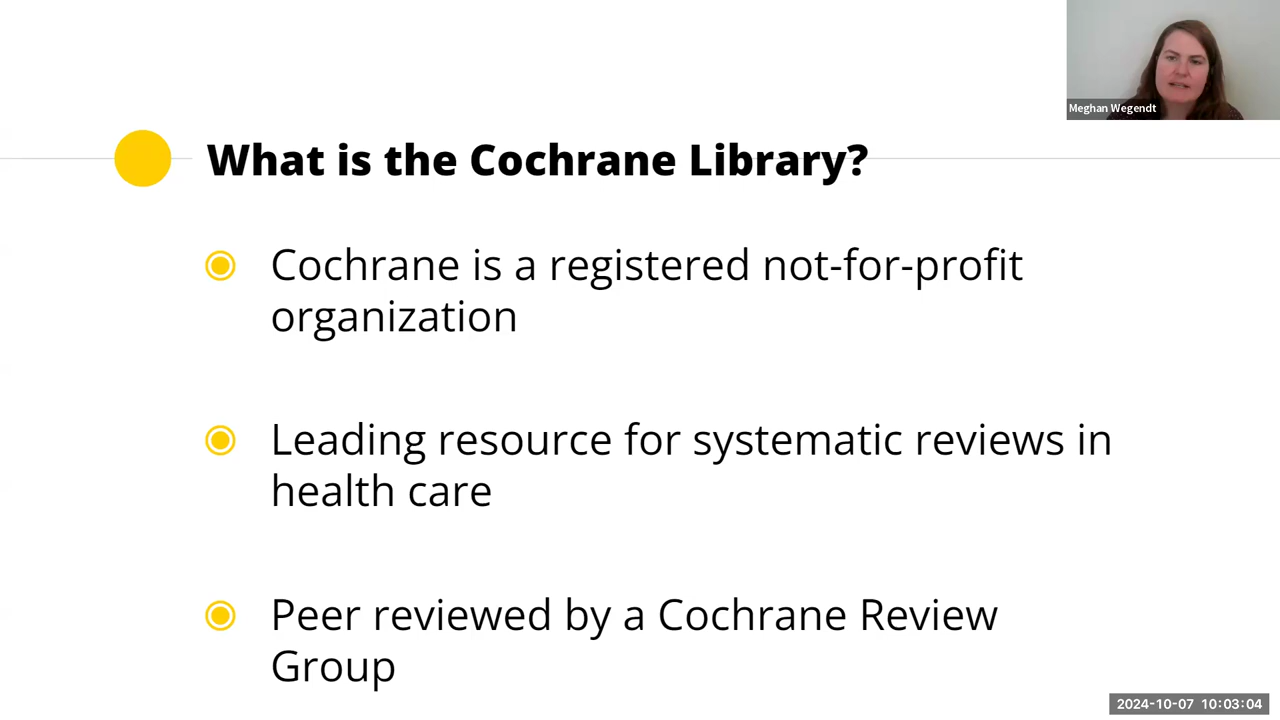 Meghan Wegendt
What is the Cochrane Library?
Cochrane is a registered not-for-profit
organization
Leading resource for systematic reviews in
health care
Peer reviewed by a Cochrane Review
Group
2024-10-07 10:03:04